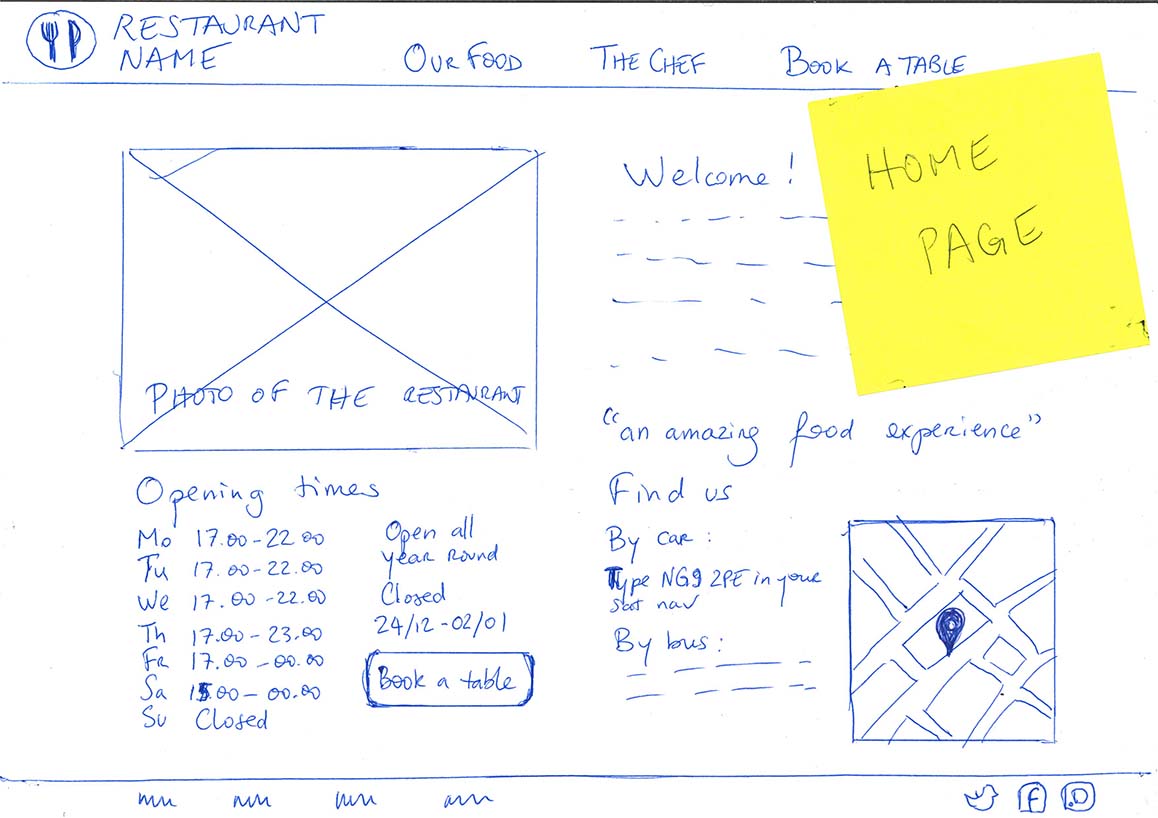 RESTAURANT
NAME
OUR FOOD
THE CHEF
BOOK A TABLE
HOME
PAGE
PHOTO OF THE RESTAURANT
Welcome!
"an amazing food experience"
Opening times
Mo 17.00-22.00
Tu 17.00-22.00
We 17.00-22.00
Th 17.00-23.00
Fr 17.00-00.00
Sa 15.00-00.00
Su Closed
Open all
year round
Closed
24/12-02/01
Book a table
Find us
By car:
Type NG9 2PE in your
sat nav
By bus:
f